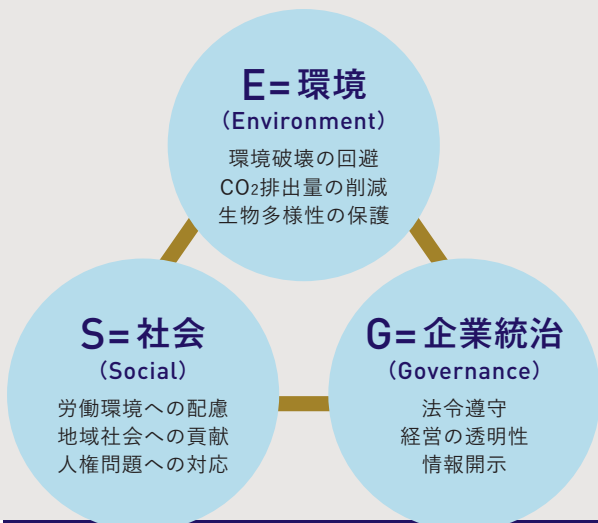 E=環境
（Environment）
環境破壊の回避
CO₂排出量の削減
生物多様性の保護
S=社会
（Social）
労働環境への配慮
地域社会への貢献
人権問題への対応
G=企業統治
（Governance）
法令遵守
経営の透明性
情報開示